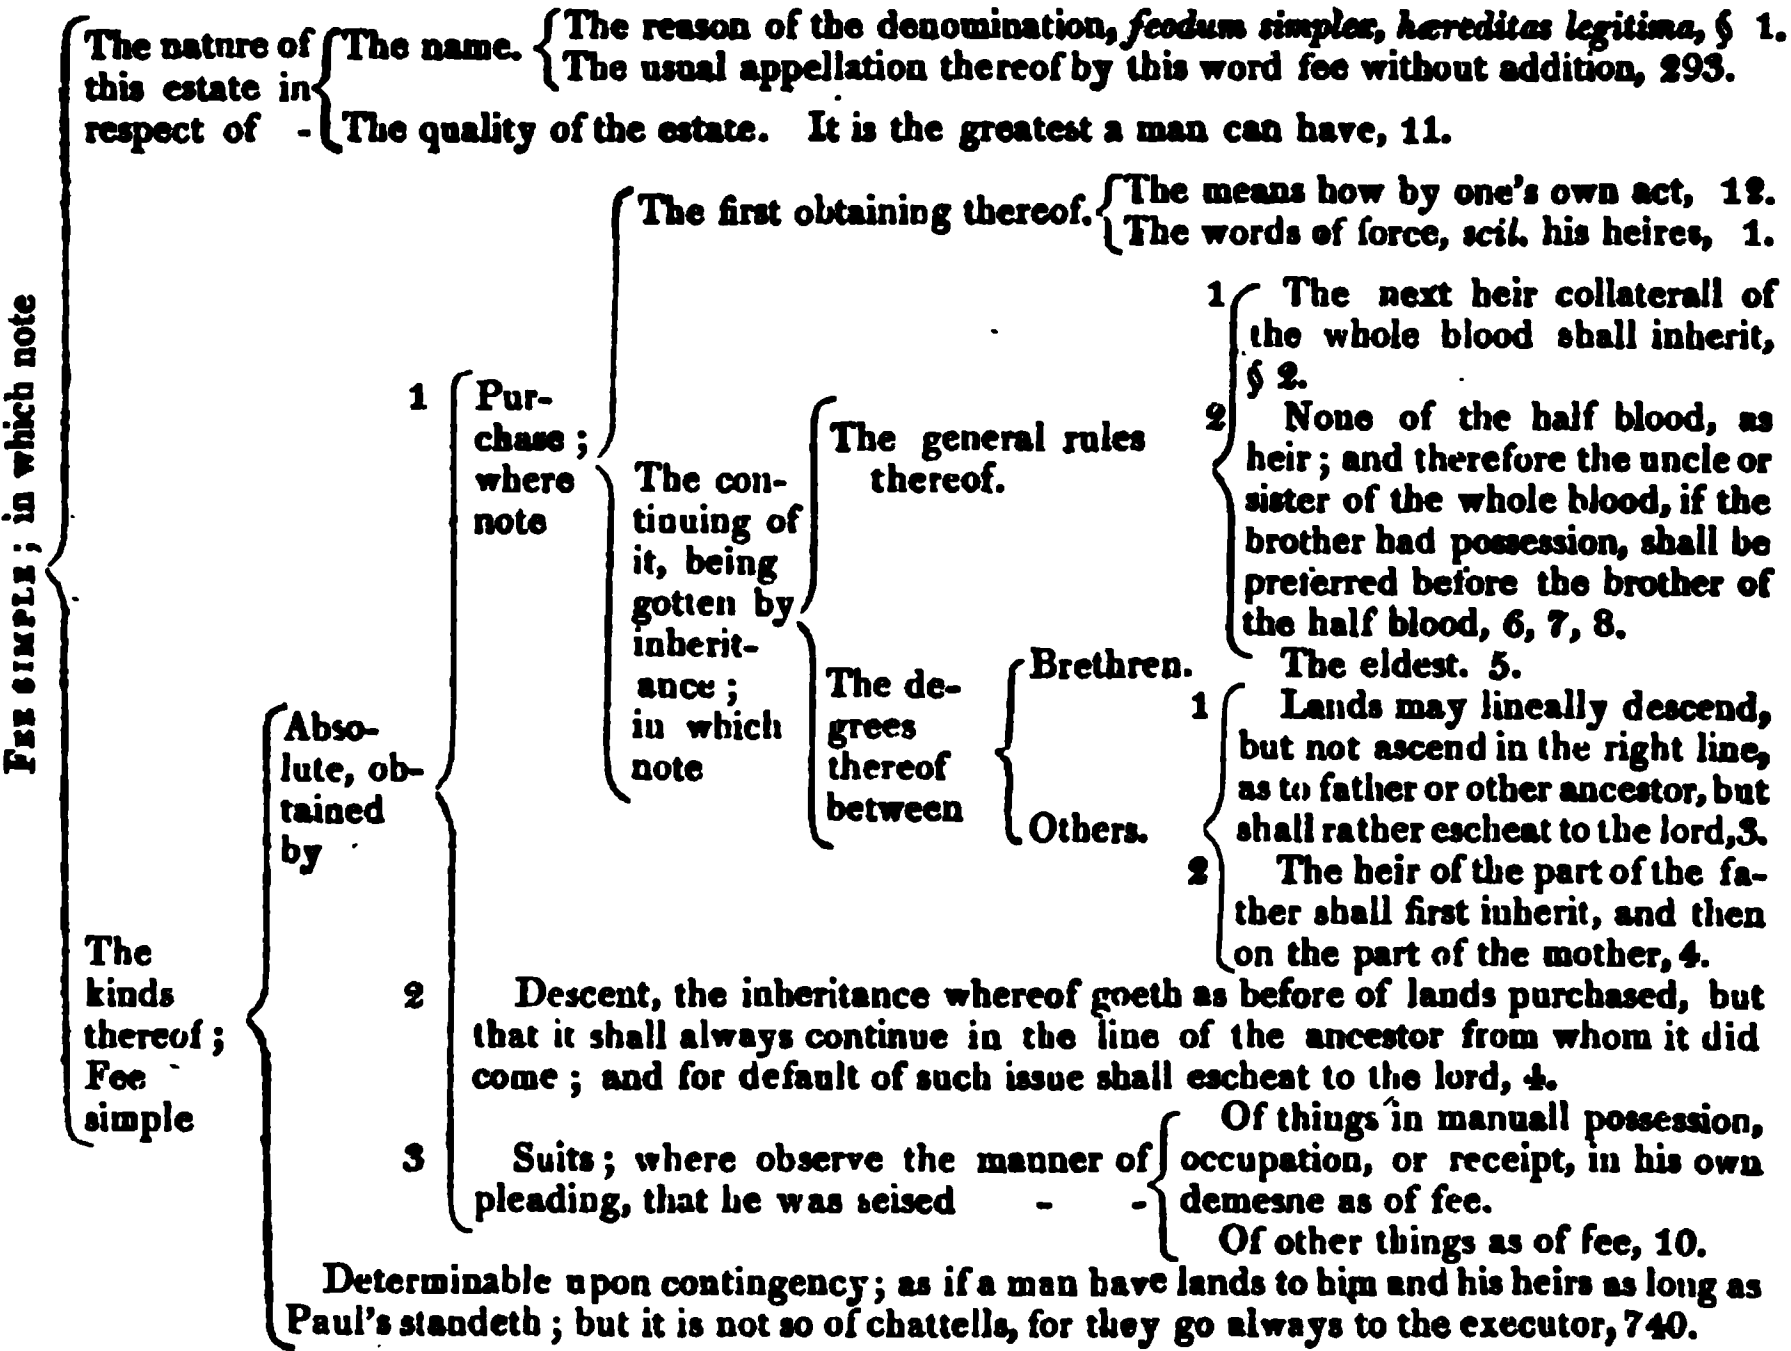 FEE SIMPLE; in which note
The nature of
this estate in
respect of -
The name.
The reason of the denomination, feodum simplex, hæreditas legitima, § 1.
The usual appellation thereof by this word fee without addition, 293.
The quality of the estate. It is the greatest a man can have, 11.
The
kinds
thereof;
Fee
simple
Abso-
lute, ob-
tained
by
1 Pur-
chase;
where
note
The first obtaining thereof.
The means how by one's own act, 12.
The words of force, scil. his heires, 1.
The con-
tinuing of
it, being
gotten by
inherit-
ance;
in which
note
The general rules
thereof.
1 The next heir collaterall of
the whole blood shall inherit,
§ 2.
2 None of the half blood, as
heir; and therefore the uncle or
sister of the whole blood, if the
brother had possession, shall be
preferred before the brother of
the half blood, 6, 7, 8.
The de-
grees
thereof
between
Brethren.
The eldest. 5.
Others.
1 Lands may lineally descend,
but not ascend in the right line,
as to father or other ancestor, but
shall rather escheat to the lord, 3.
2 The heir of the part of the fa-
ther shall first inherit, and then
on the part of the mother, 4.
2 Descent, the inheritance whereof goeth as before of lands purchased, but
that it shall always continue in the line of the ancestor from whom it did
come; and for default of such issue shall escheat to the lord, 4.
3 Suits; where observe the manner of
pleading, that he was seised - -
Of things in manuall possession,
occupation, or receipt, in his own
demesne as of fee.
Of other things as of fee, 10.
Determinable upon contingency; as if a man have lands to him and his heirs as long as
Paul's standeth; but it is not so of chattells, for they go always to the executor, 740.